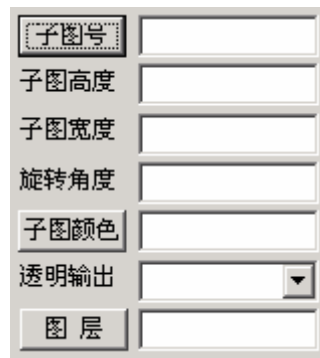 子图号
子图高度
子图宽度
旋转角度
子图颜色
透明输出
图 层